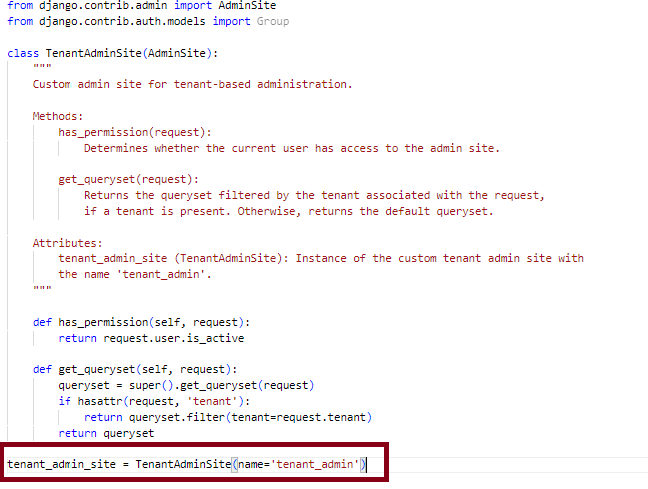 from django.contrib.admin import AdminSite
from django.contrib.auth.models import Group
class TenantAdminSite(AdminSite):
"""
Custom admin site for tenant-based administration.
Methods:
has_permission(request):
Determines whether the current user has access to the admin site.
get_queryset(request):
Returns the queryset filtered by the tenant associated with the request,
if a tenant is present. Otherwise, returns the default queryset.
Attributes:
tenant_admin_site (TenantAdminSite): Instance of the custom tenant admin site with
the name 'tenant_admin'.
"""
def has_permission(self, request):
return request.user.is_active
def get_queryset(self, request):
queryset = super().get_queryset(request)
if hasattr(request, 'tenant'):
return queryset.filter(tenant=request.tenant)
return queryset
tenant_admin_site = TenantAdminSite(name='tenant_admin')